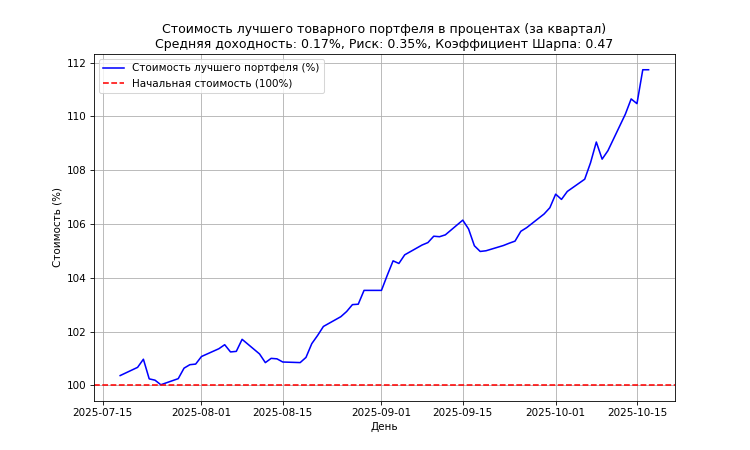 Стоимость лучшего товарного портфеля в процентах (за квартал)
Средняя доходность: 0.17%, Риск: 0.35%, Коэффициент Шарпа: 0.47
Стоимость лучшего портфеля (%)
Начальная стоимость (100%)
Стоимость (%)
112
110
108
106
104
102
100
2025-07-15
2025-08-01
2025-08-15
2025-09-01
2025-09-15
2025-10-01
2025-10-15
День